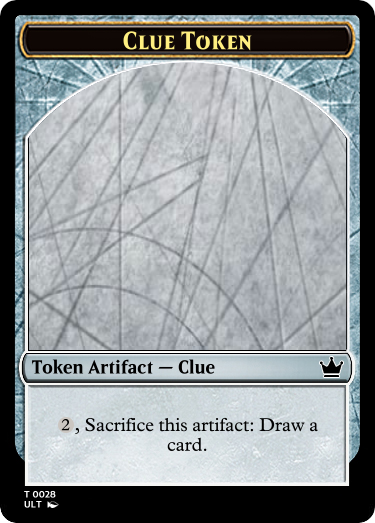 Clue Token
Token Artifact — Clue
2, Sacrifice this artifact: Draw a
card.
T 0028
ULT